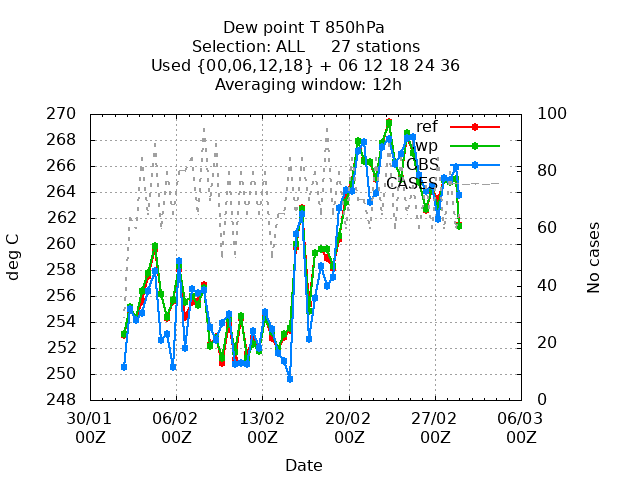 Dew point T 850hPa
Selection: ALL 27 stations
Used {00,06,12,18} + 06 12 18 24 36
Averaging window: 12h
270
268
266
264
262
260
258
256
254
252
250
248
deg C
100
80
60
40
20
0
No cases
ref
wp
OBS
CASES
30/01 06/02 13/02 20/02 27/02 06/03
00Z 00Z 00Z 00Z 00Z 00Z
Date